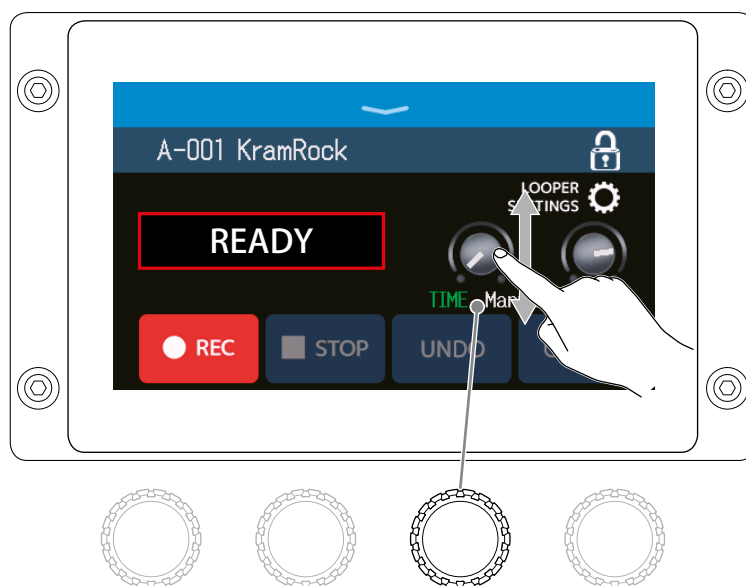 A-001 KramRock
LOOPER
SETTINGS
READY
TIME
REC
STOP
UNDO